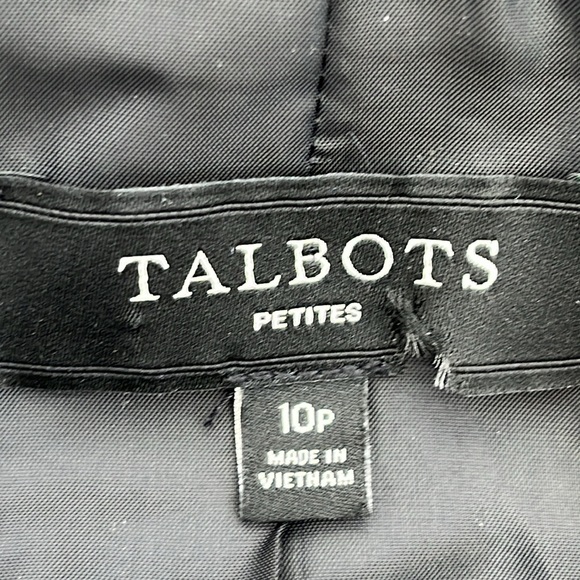 TALBOTS
PETITES
10P
MADE IN
VIETNAM